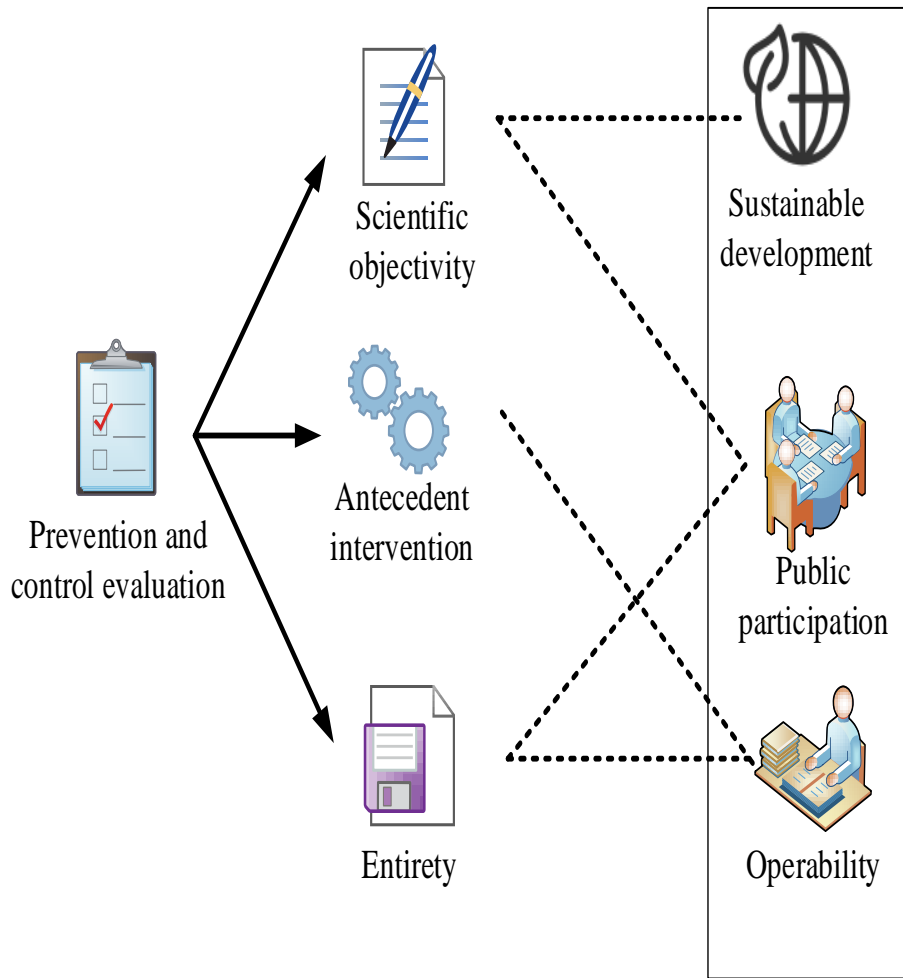 Scientific
objectivity
Sustainable
development
Prevention and
control evaluation
Antecedent
intervention
Public
participation
Entirety
Operability